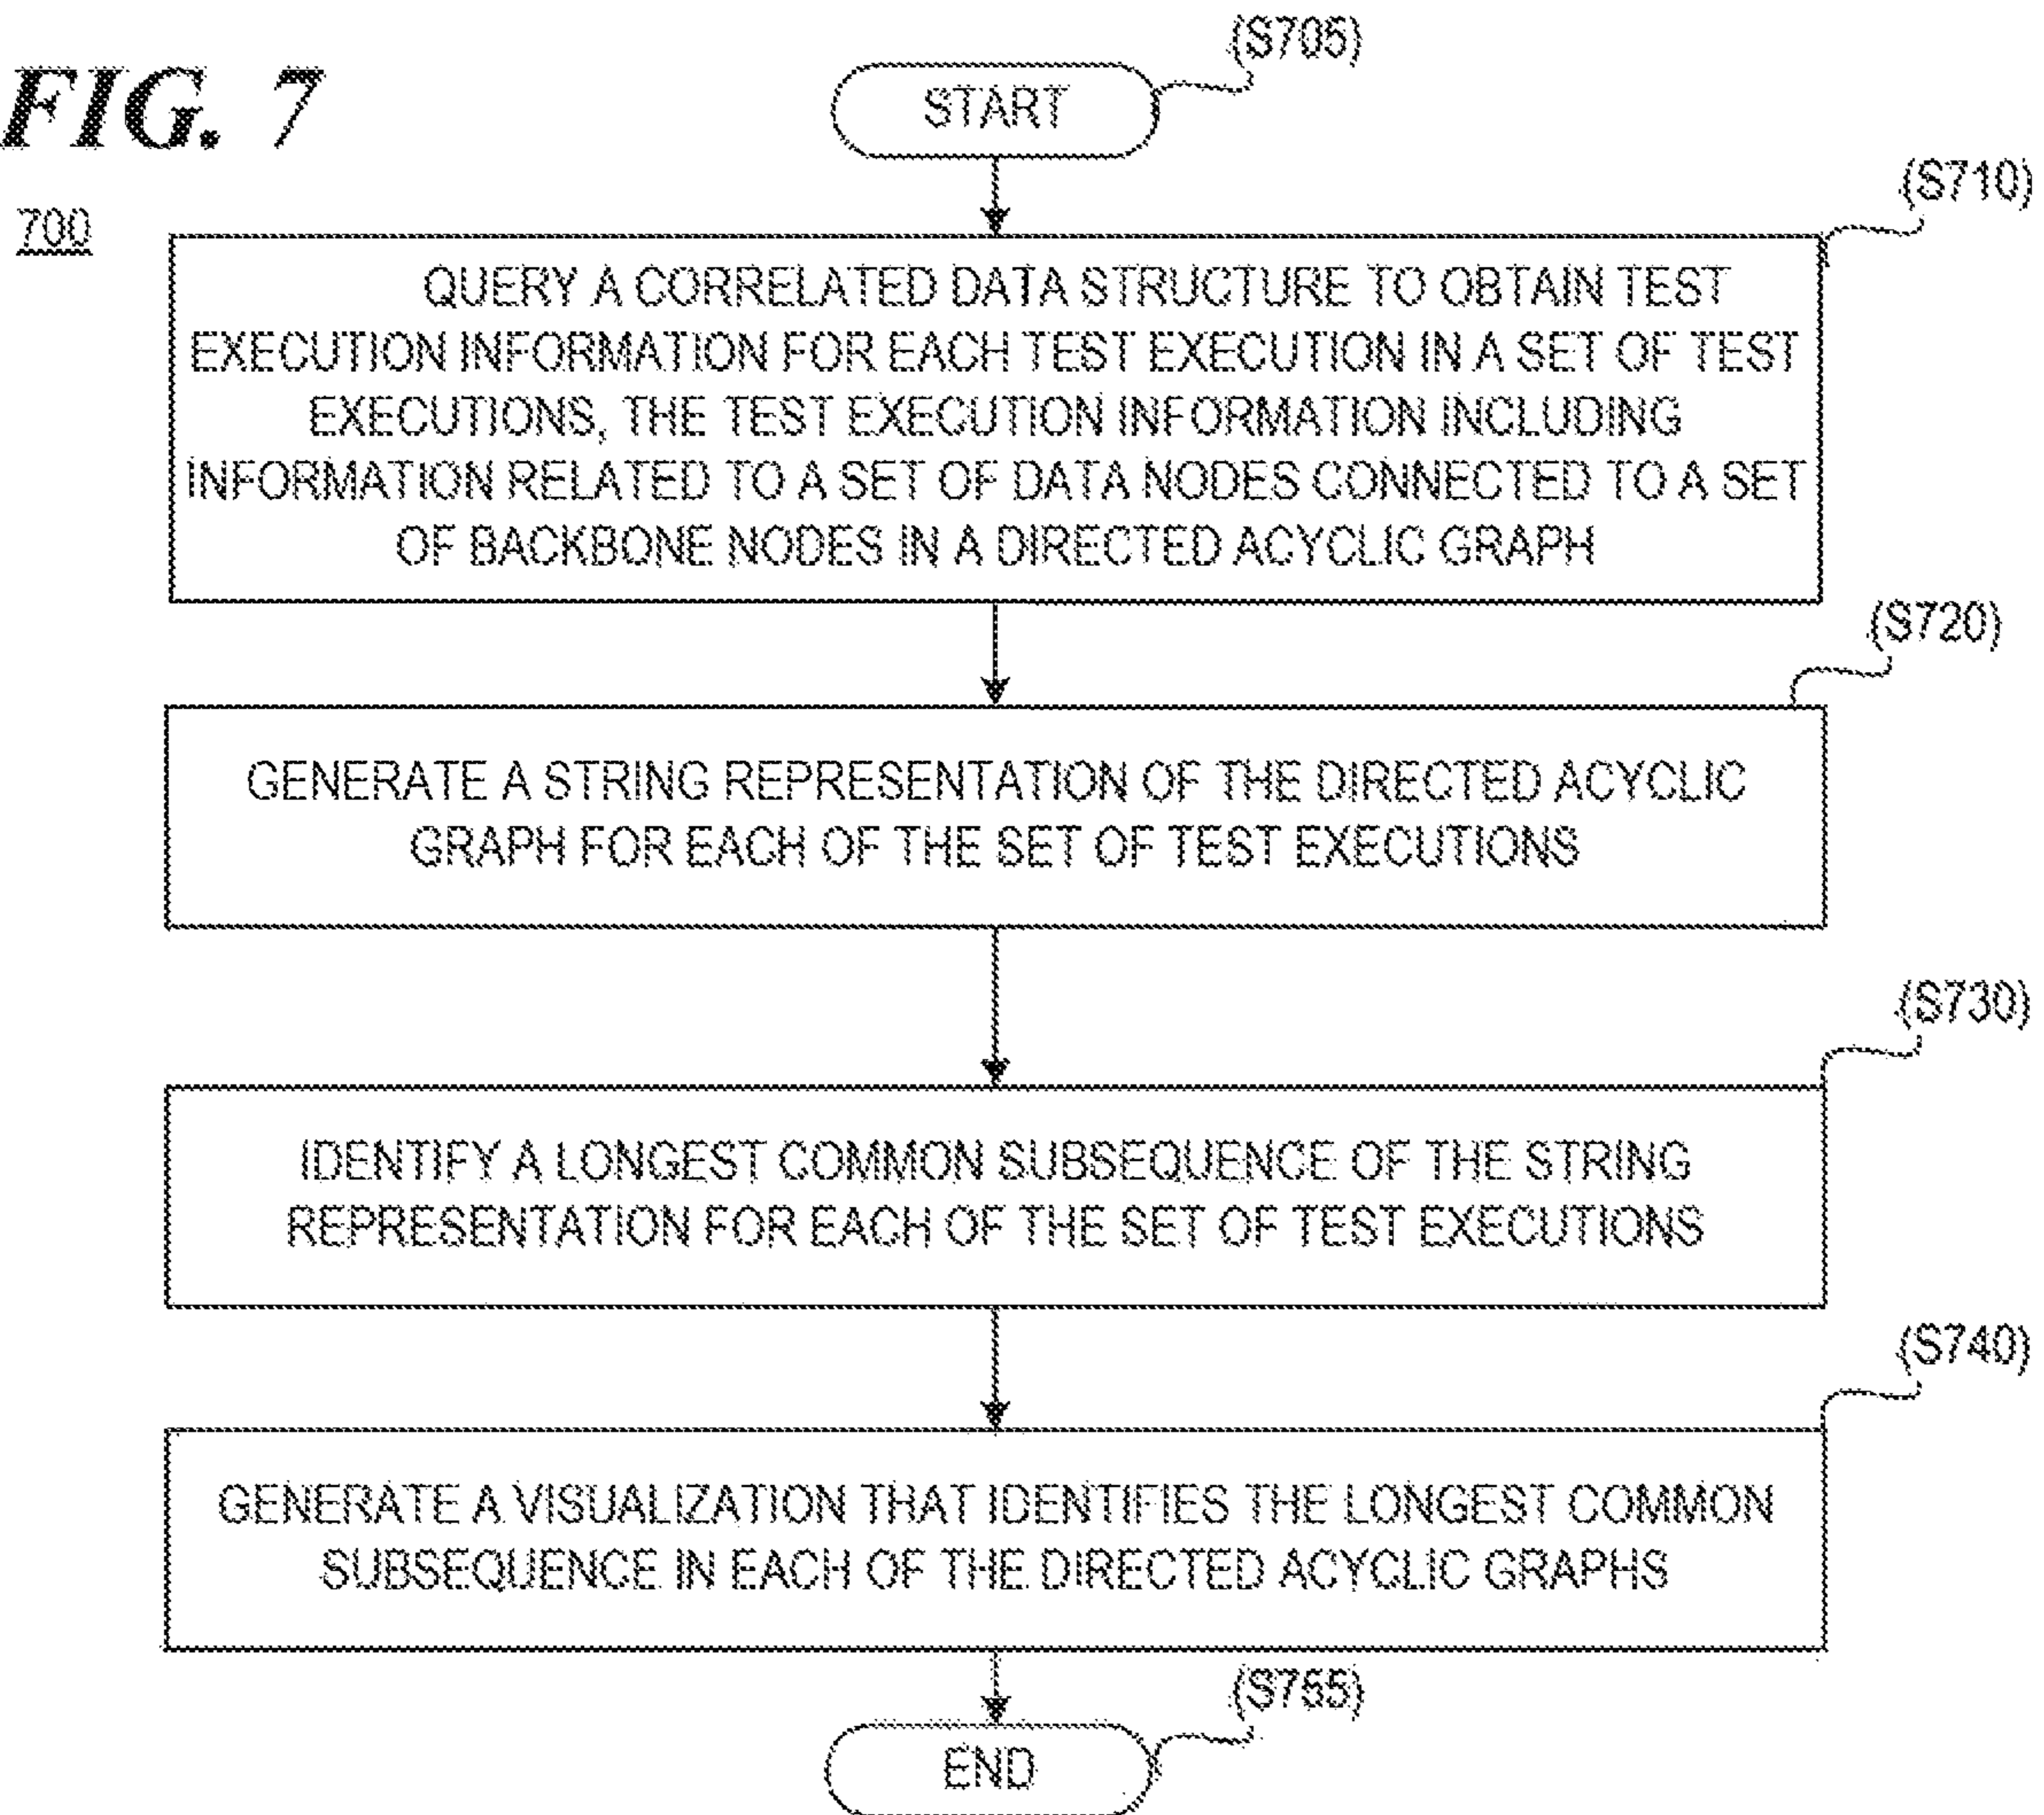 FIG. 7
700
(S705)
START
(S710)
QUERY A CORRELATED DATA STRUCTURE TO OBTAIN TEST
EXECUTION INFORMATION FOR EACH TEST EXECUTION IN A SET OF TEST
EXECUTIONS, THE TEST EXECUTION INFORMATION INCLUDING
INFORMATION RELATED TO A SET OF DATA NODES CONNECTED TO A SET
OF BACKBONE NODES IN A DIRECTED ACYCLIC GRAPH
(S720)
GENERATE A STRING REPRESENTATION OF THE DIRECTED ACYCLIC
GRAPH FOR EACH OF THE SET OF TEST EXECUTIONS
(S730)
IDENTIFY A LONGEST COMMON SUBSEQUENCE OF THE STRING
REPRESENTATION FOR EACH OF THE SET OF TEST EXECUTIONS
(S740)
GENERATE A VISUALIZATION THAT IDENTIFIES THE LONGEST COMMON
SUBSEQUENCE IN EACH OF THE DIRECTED ACYCLIC GRAPHS
(S755)
END